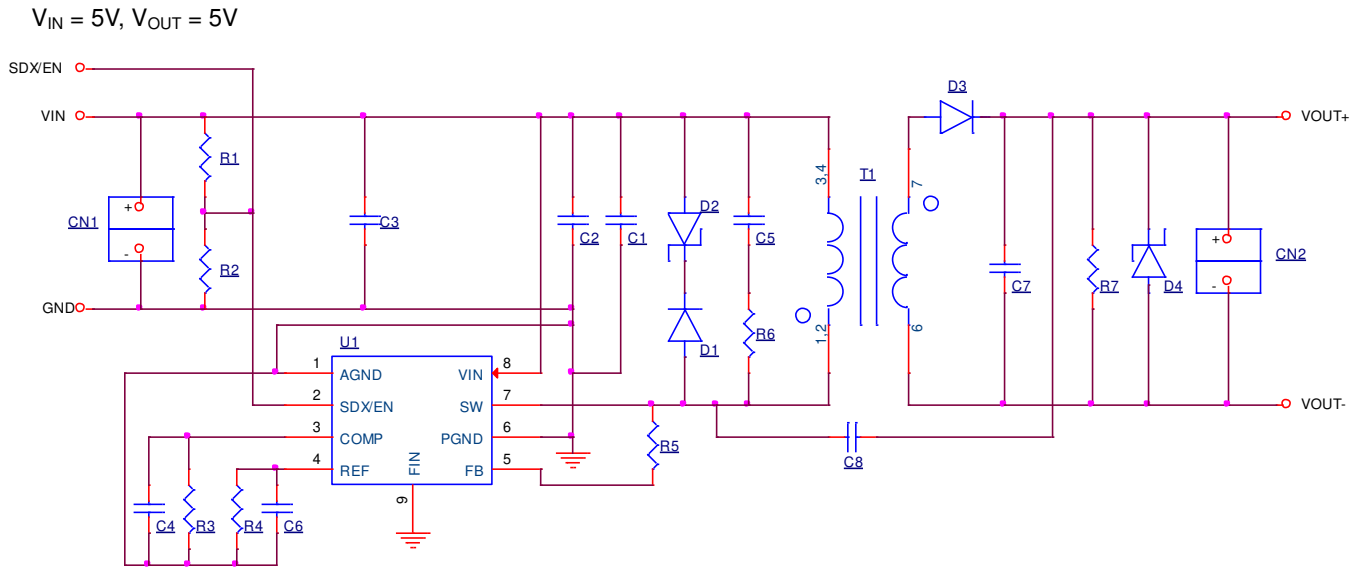 VIN = 5V, VOUT = 5V
SDX/EN
VIN
GND
CN1
+
-
R1
R2
C3
C2
C1
D2
D1
C5
R6
3,4
1,2
T1
7
6
D3
C7
R7
D4
CN2
+
-
VOUT+
VOUT-
U1
1 AGND
2 SDX/EN
3 COMP
4 REF
VIN 8
SW 7
PGND 6
FB 5
FIN
9
R5
C8
C4
R3
R4
C6